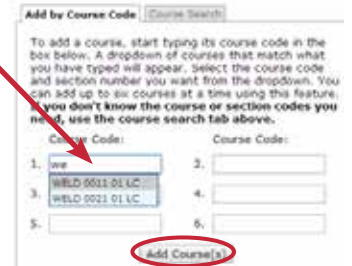 Add by Course Code Course Search
To add a course, start typing its course code in the
box below. A dropdown of courses that match what
you have typed will appear. Select the course code
and section number you want from the dropdown. You
can add up to six courses at a time using this feature.
If you don't know the course or section codes you
need, use the course search tab above.
Course Code: Course Code:
1. we 2.
WELD 0011 01 LC
3. 4.
WELD 0021 01 LC
5. 6.
Add Course(s)